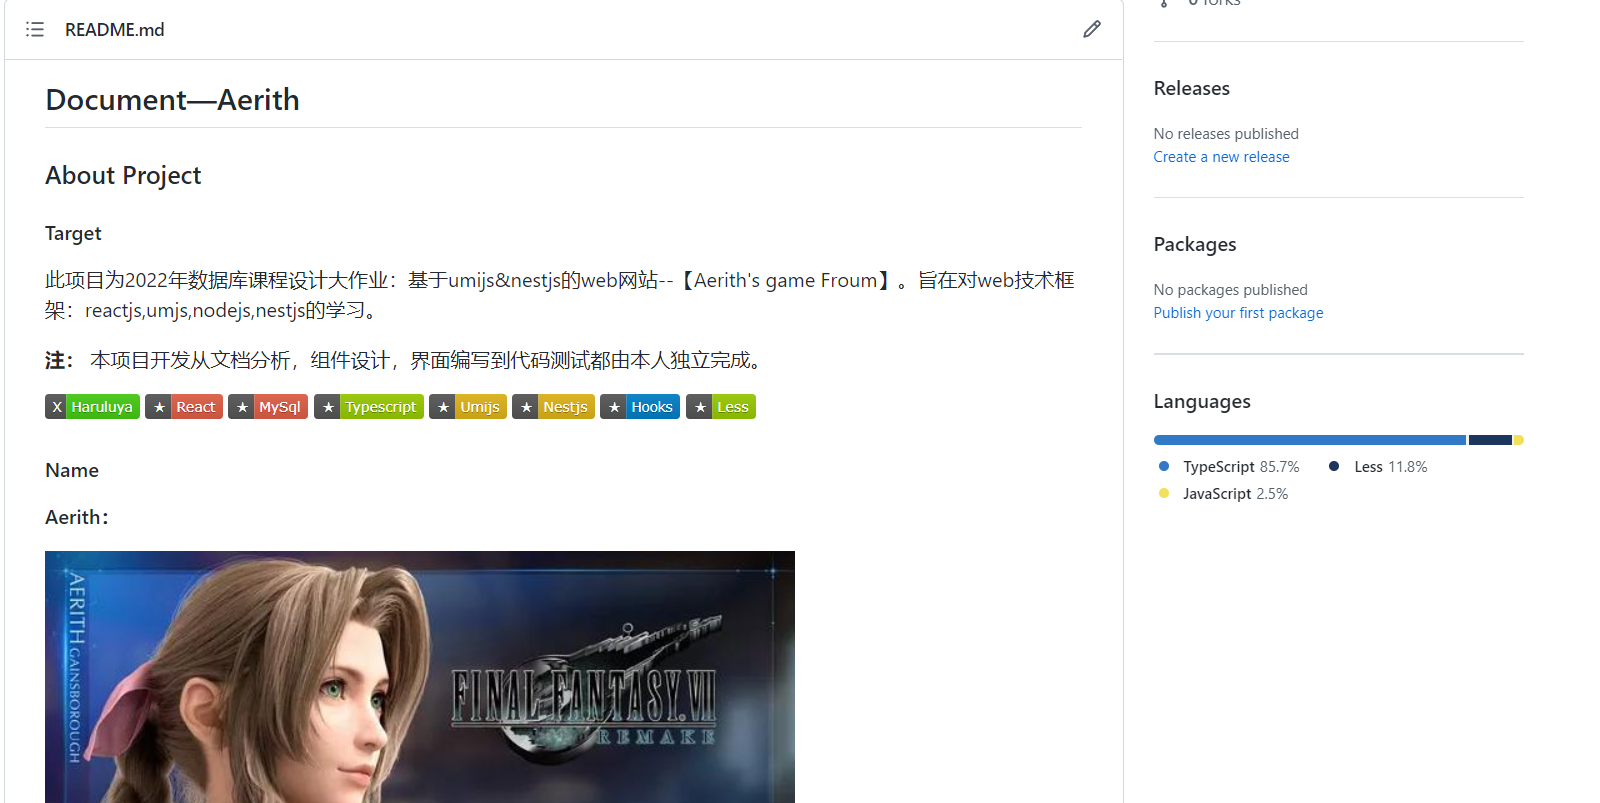 0 forks
README.md
Document—Aerith
About Project
Target
此项目为2022年数据库课程设计大作业：基于umijs&nestjs的web网站--【Aerith's game Froum】。旨在对web技术框
架：reactjs,umjs,nodejs,nestjs的学习。
注： 本项目开发从文档分析，组件设计，界面编写到代码测试都由本人独立完成。
X Haruluya ★ React ★ MySql ★ Typescript ★ Umijs ★ Nestjs ★ Hooks ★ Less
Name
Aerith：
AERITH GAINSBOROUGH
FINAL FANTASY VII
REMAKE
Releases
No releases published
Create a new release
Packages
No packages published
Publish your first package
Languages
TypeScript 85.7% Less 11.8%
JavaScript 2.5%